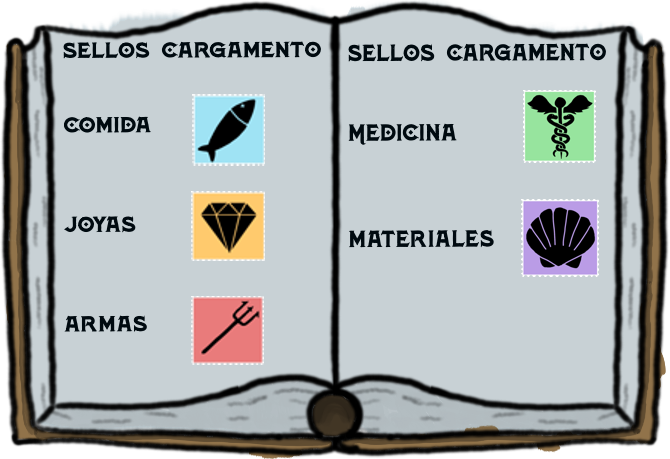 SELLOS CARGAMENTO
COMIDA
JOYAS
ARMAS
SELLOS CARGAMENTO
MEDICINA
MATERIALES